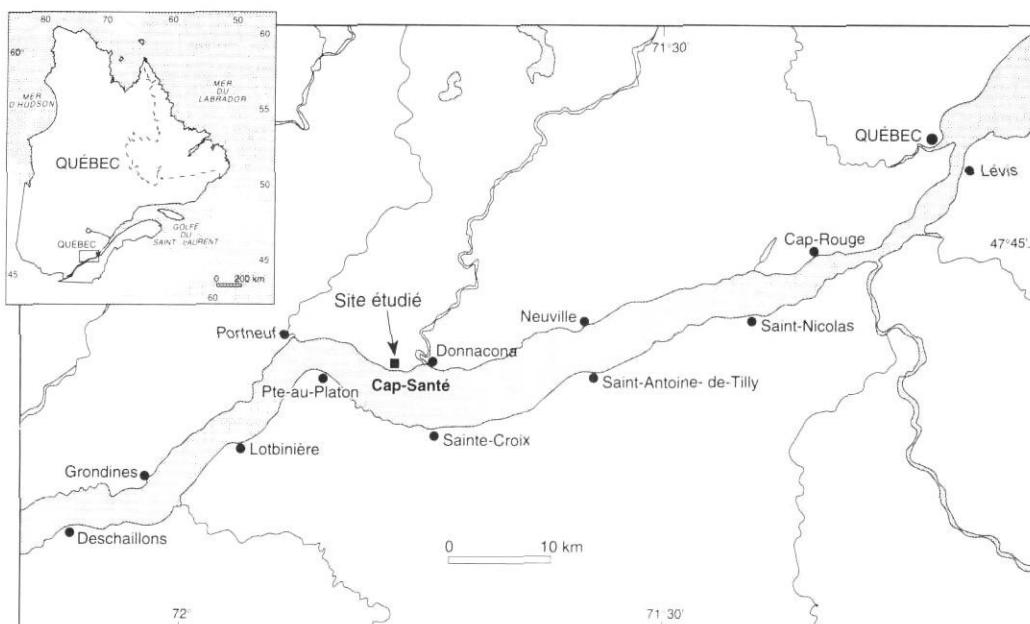 80
70
60
50
60
60°
MER
D'HUDSON
MER
DU
LABRADOR
55
QUÉBEC
50
QUÉBEC
GOLFE
DU
SAINT-LAURENT
45
45
0 200 km
60
71°30
QUÉBEC
Lévis
47°45'
Cap-Rouge
Site étudié
Neuville
Saint-Nicolas
Portneuf
Donnacona
Cap-Santé
Pte-au-Platon
Saint-Antoine- de-Tilly
Sainte-Croix
Lotbinière
Grondines
Deschaillons
0 10 km
72°
71°30